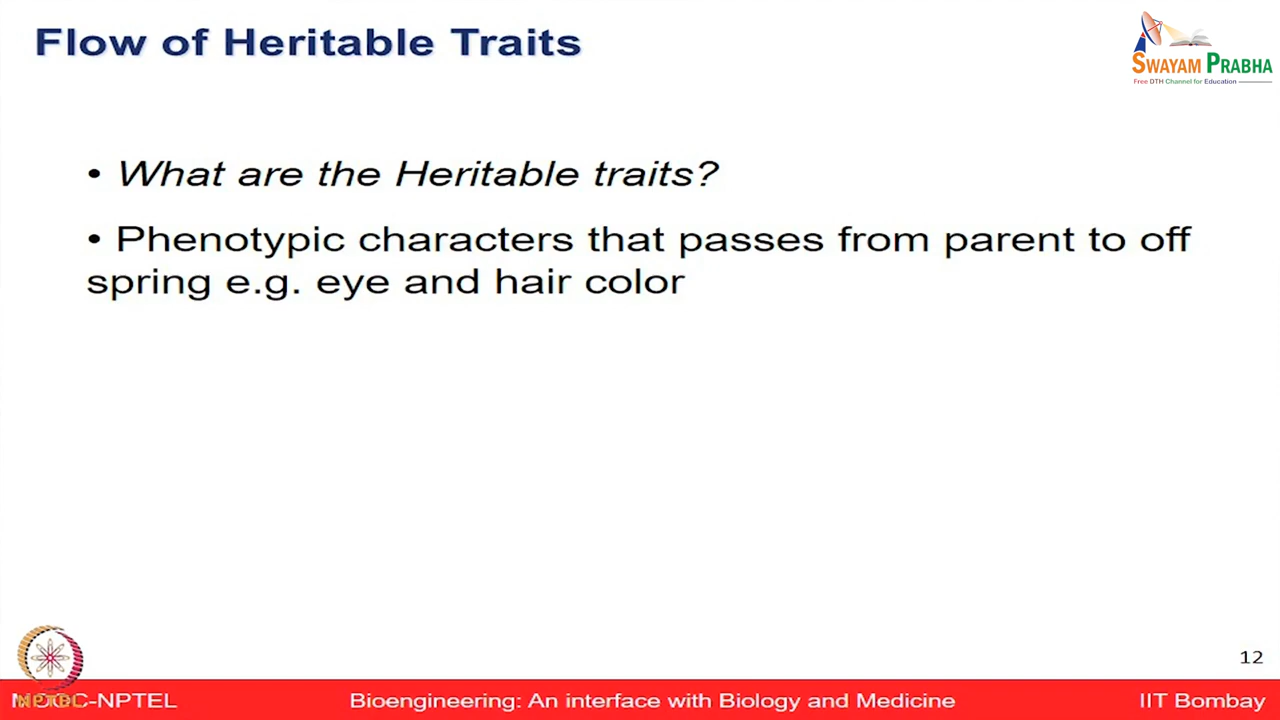 Flow of Heritable Traits
SWAYAM PRABHA
Free DTH Channel for Education
• What are the Heritable traits?
• Phenotypic characters that passes from parent to off
spring e.g. eye and hair color
12
MOOC-NPTEL
NPTEL
Bioengineering: An interface with Biology and Medicine
IIT Bombay